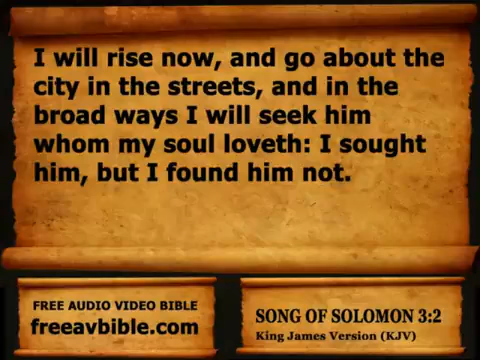 I will rise now, and go about the
city in the streets, and in the
broad ways I will seek him
whom my soul loveth: I sought
him, but I found him not.
FREE AUDIO VIDEO BIBLE
freeavbible.com
SONG OF SOLOMON 3:2
King James Version (KJV)